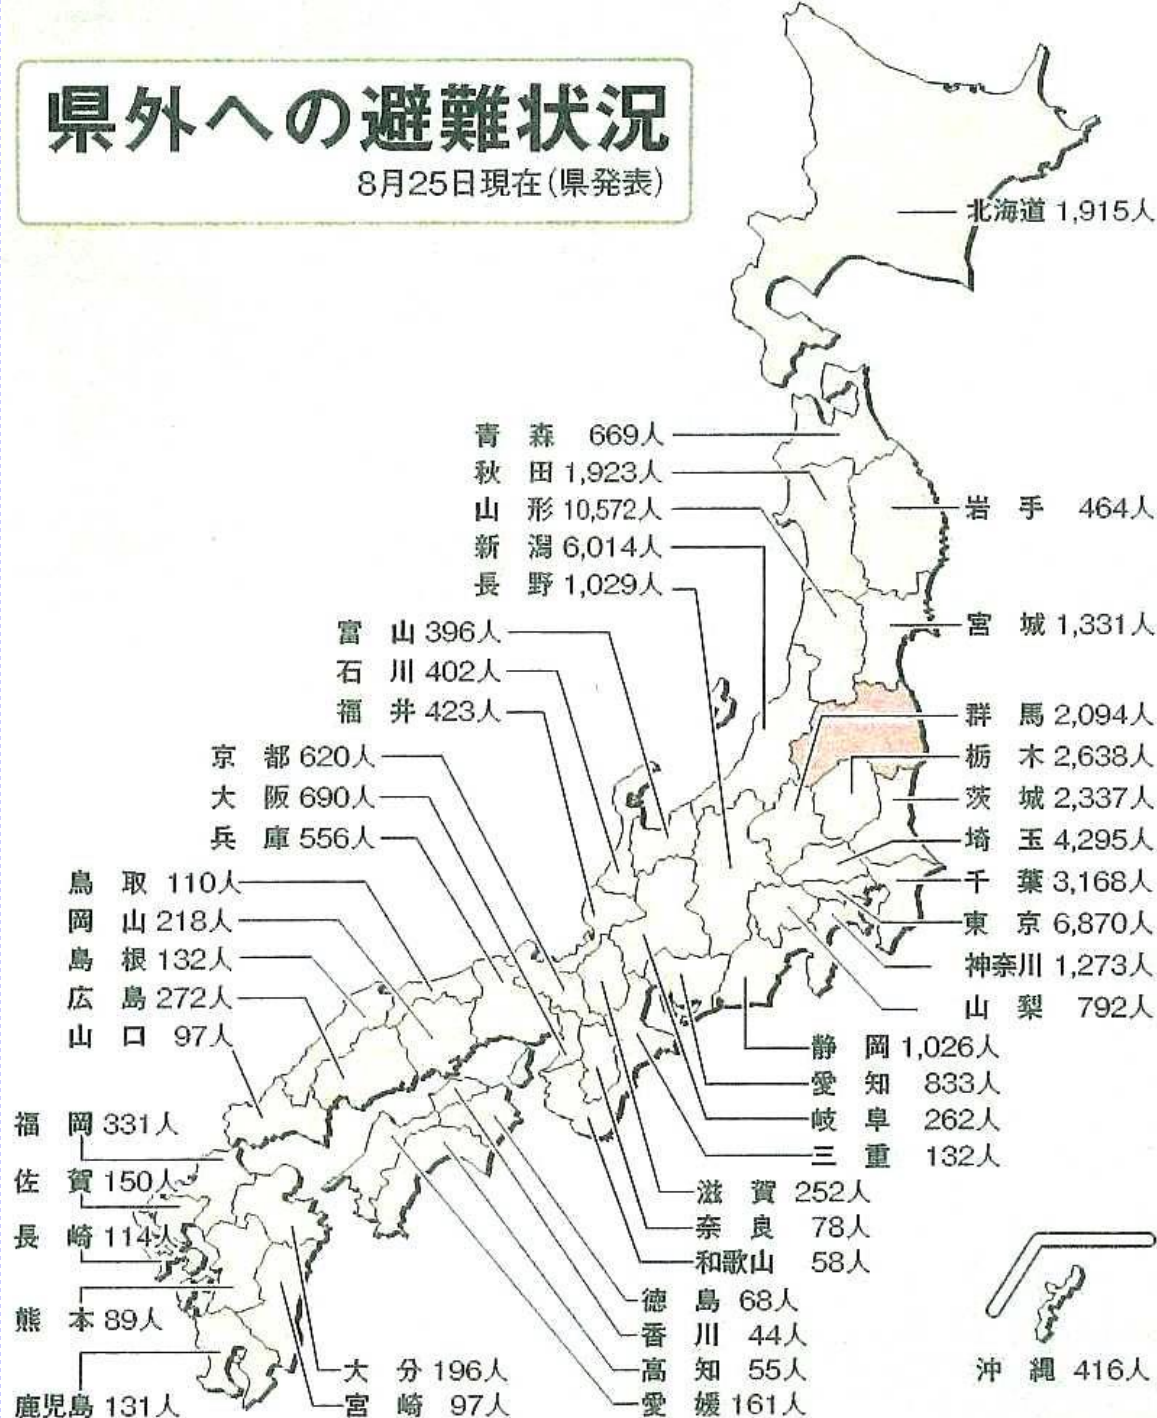 県外への避難状況
8月25日現在(県発表)
北海道 1,915人
青森 669人
秋田 1,923人
山形 10,572人
新潟 6,014人
長野 1,029人
岩手 464人
宮城 1,331人
富山 396人
石川 402人
福井 423人
群馬 2,094人
栃木 2,638人
茨城 2,337人
埼玉 4,295人
千葉 3,168人
東京 6,870人
神奈川 1,273人
山梨 792人
京都 620人
大阪 690人
兵庫 556人
鳥取 110人
岡山 218人
島根 132人
広島 272人
山口 97人
静岡 1,026人
愛知 833人
岐阜 262人
三重 132人
滋賀 252人
奈良 78人
和歌山 58人
福岡 331人
佐賀 150人
長崎 114人
熊本 89人
鹿児島 131人
徳島 68人
香川 44人
高知 55人
愛媛 161人
大分 196人
宮崎 97人
沖縄 416人